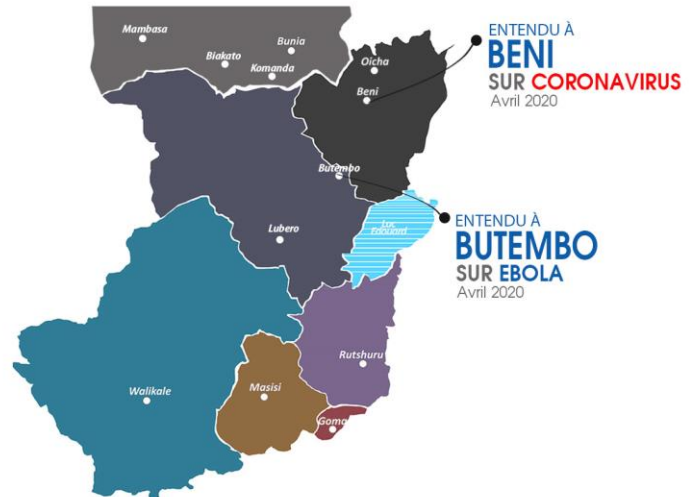 Mambasa
Bunia
Biakato
Komanda
Oicha
Beni
ENTENDU À
BENI
SUR CORONAVIRUS
Avril 2020
Butembo
Luc
Edouard
Lubero
ENTENDU À
BUTEMBO
SUR EBOLA
Avril 2020
Rutshuru
Walikale
Masisi
Goma